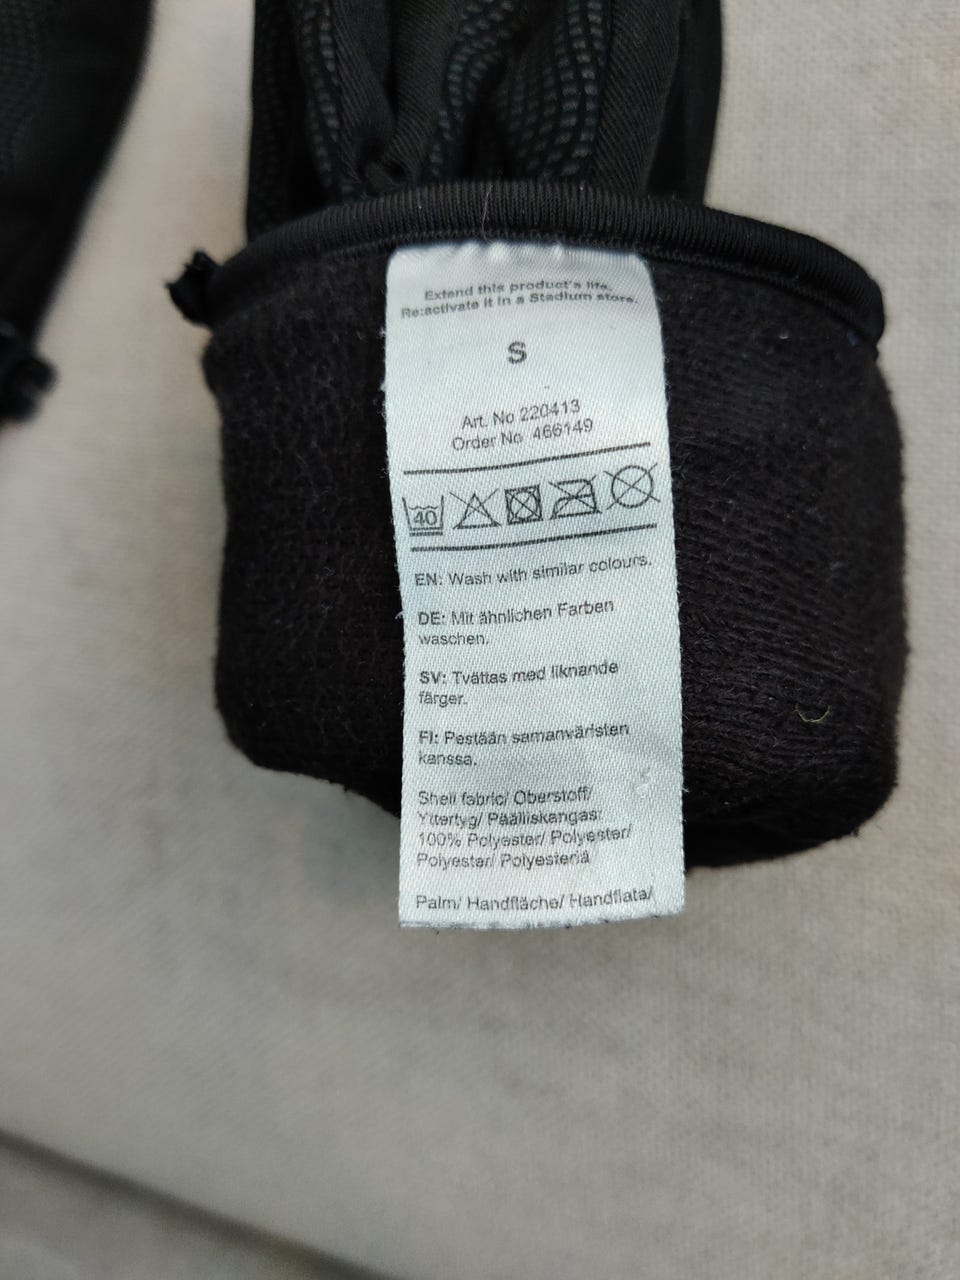 Extend this product's life.
Re:activate it in a Stadium store.
S
Art. No 220413
Order No 466149
40
EN: Wash with similar colours.
DE: Mit ähnlichen Farben
waschen.
SV: Tvättas med liknande
färger.
FI: Pestään samanväristen
kanssa.
Shell fabric/ Oberstoff/
Yttertyg/ Päälliskangas:
100% Polyester/ Polyester/
Polyester/ Polyesteriä
Palm/ Handfläche/ Handflata/